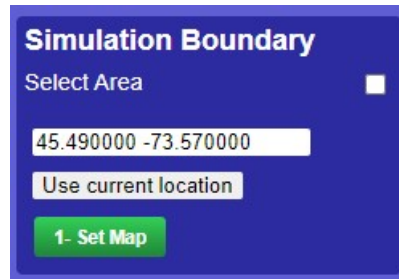 Simulation Boundary
Select Area
45.490000 -73.570000
Use current location
1- Set Map